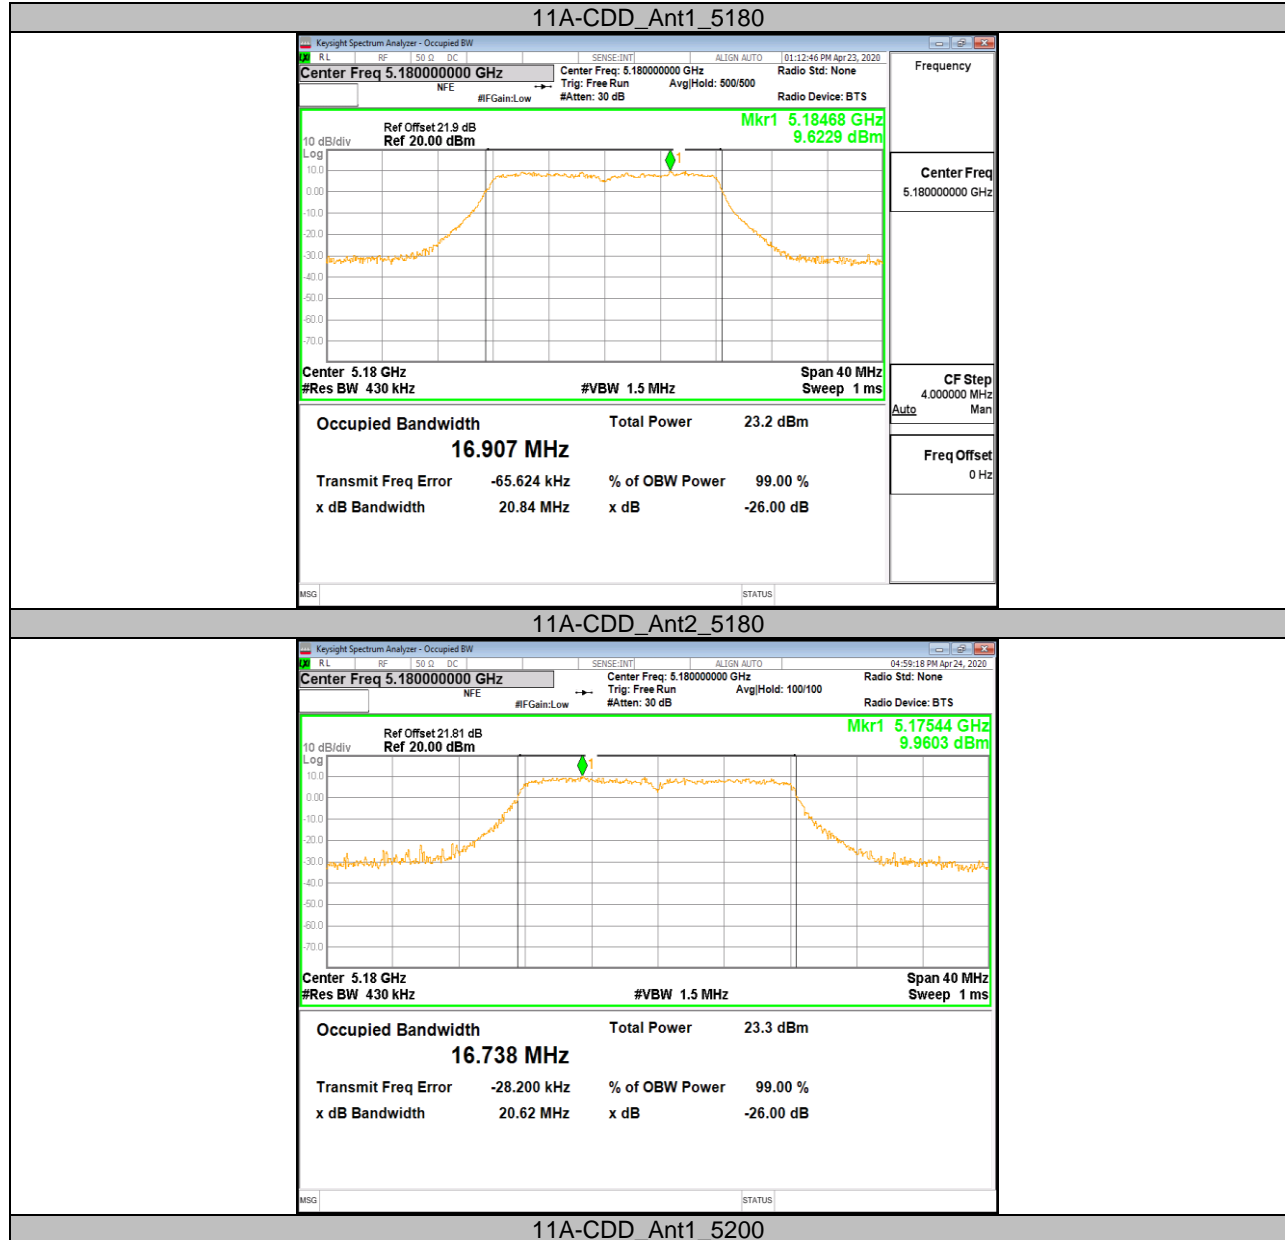 11A-CDD_Ant1_5180
Keysight Spectrum Analyzer - Occupied BW
LXI RL RF 50 Ω DC SENSE:INT ALIGN AUTO 01:12:46 PM Apr 23, 2020
Center Freq 5.180000000 GHz
NFE
#IFGain:Low
Center Freq: 5.180000000 GHz
Trig: Free Run Avg|Hold: 500/500
#Atten: 30 dB
Radio Std: None
Radio Device: BTS
Frequency
Ref Offset 21.9 dB
10 dB/div Ref 20.00 dBm
Mkr1 5.18468 GHz
9.6229 dBm
Log
1
10.0
0.00
-10.0
-20.0
-30.0
-40.0
-50.0
-60.0
-70.0
Center 5.18 GHz Span 40 MHz
#Res BW 430 kHz #VBW 1.5 MHz Sweep 1 ms
Center Freq
5.180000000 GHz
CF Step
4.000000 MHz
Auto Man
Freq Offset
0 Hz
Occupied Bandwidth Total Power 23.2 dBm
16.907 MHz
Transmit Freq Error -65.624 kHz % of OBW Power 99.00 %
x dB Bandwidth 20.84 MHz x dB -26.00 dB
MSG STATUS
11A-CDD_Ant2_5180
Keysight Spectrum Analyzer - Occupied BW
LXI RL RF 50 Ω DC SENSE:INT ALIGN AUTO 04:59:18 PM Apr 24, 2020
Center Freq 5.180000000 GHz
NFE
#IFGain:Low
Center Freq: 5.180000000 GHz
Trig: Free Run Avg|Hold: 100/100
#Atten: 30 dB
Radio Std: None
Radio Device: BTS
Ref Offset 21.81 dB
10 dB/div Ref 20.00 dBm
Mkr1 5.17544 GHz
9.9603 dBm
Log
1
10.0
0.00
-10.0
-20.0
-30.0
-40.0
-50.0
-60.0
-70.0
Center 5.18 GHz Span 40 MHz
#Res BW 430 kHz #VBW 1.5 MHz Sweep 1 ms
Occupied Bandwidth Total Power 23.3 dBm
16.738 MHz
Transmit Freq Error -28.200 kHz % of OBW Power 99.00 %
x dB Bandwidth 20.62 MHz x dB -26.00 dB
MSG STATUS
11A-CDD_Ant1_5200